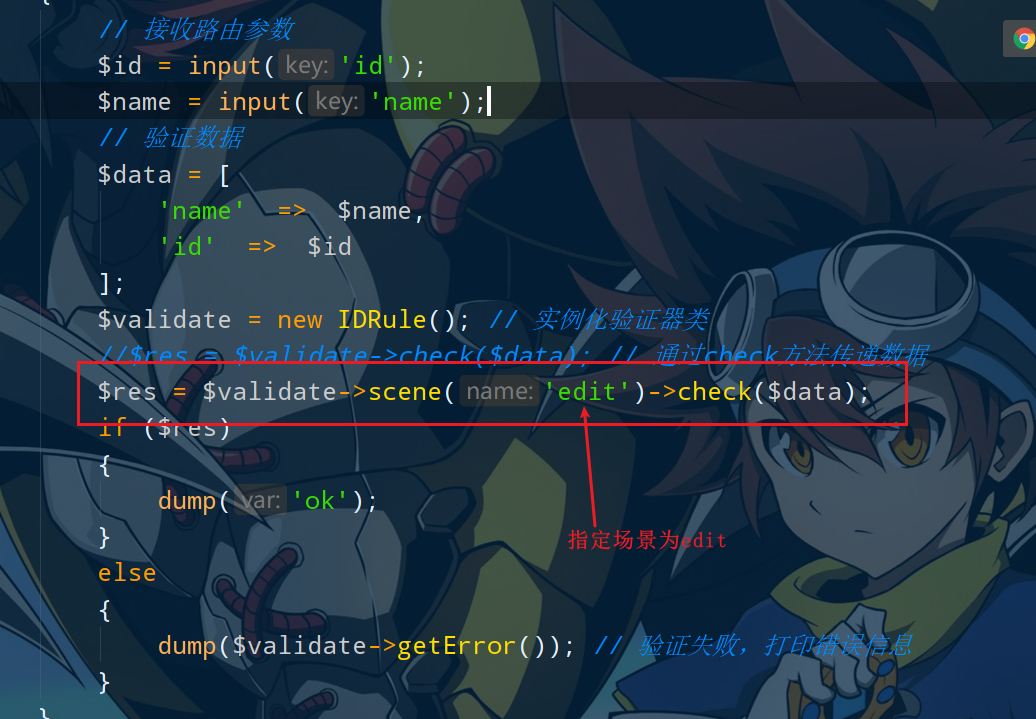 {
// 接收路由参数
$id = input( key: 'id');
$name = input( key: 'name');
// 验证数据
$data = [
'name' => $name,
'id' => $id
];
$validate = new IDRule(); // 实例化验证器类
//$res = $validate->check($data); // 通过check方法传递数据
$res = $validate->scene( name: 'edit')->check($data);
if ($res)
{
dump( var: 'ok');
指定场景为edit
}
else
{
dump($validate->getError()); // 验证失败，打印错误信息
}
}